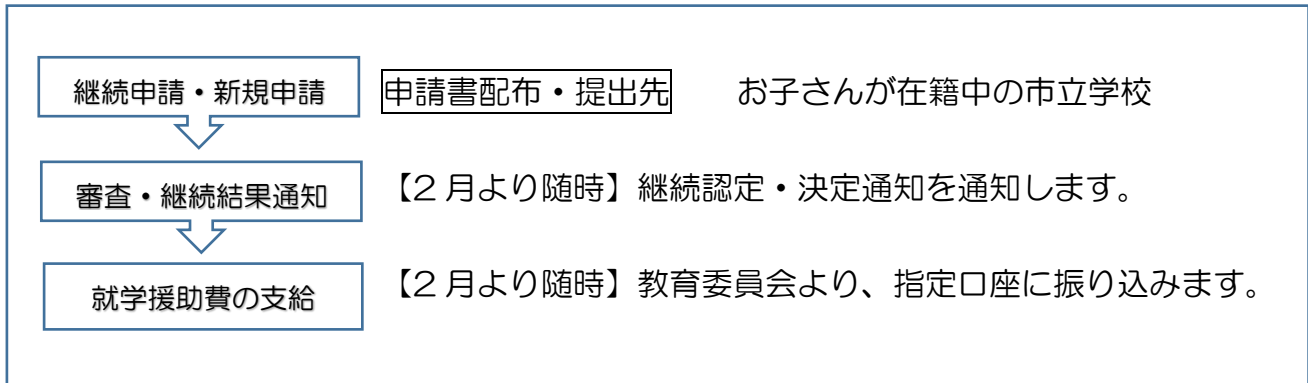 継続申請・新規申請 申請書配布・提出先 お子さんが在籍中の市立学校
審査・継続結果通知 【2月より随時】継続認定・決定通知を通知します。
就学援助費の支給 【2月より随時】教育委員会より、指定口座に振り込みます。